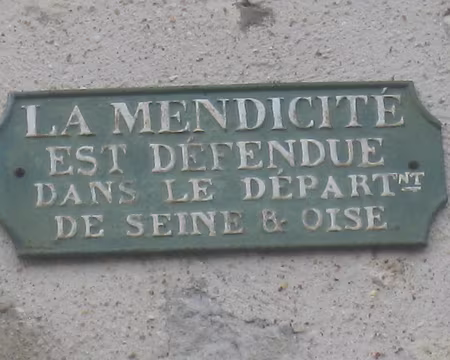 LA MENDICITÉ
EST DÉFENDUE
DANS LE DÉPARTNT
DE SEINE & OISE